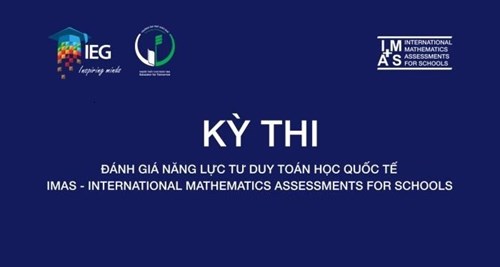 IEG
Inspiring minds
I M
A S
INTERNATIONAL
MATHEMATICS
ASSESSMENTS
FOR SCHOOLS
KỲ THI
ĐÁNH GIÁ NĂNG LỰC TƯ DUY TOÁN HỌC QUỐC TẾ
IMAS - INTERNATIONAL MATHEMATICS ASSESSMENTS FOR SCHOOLS